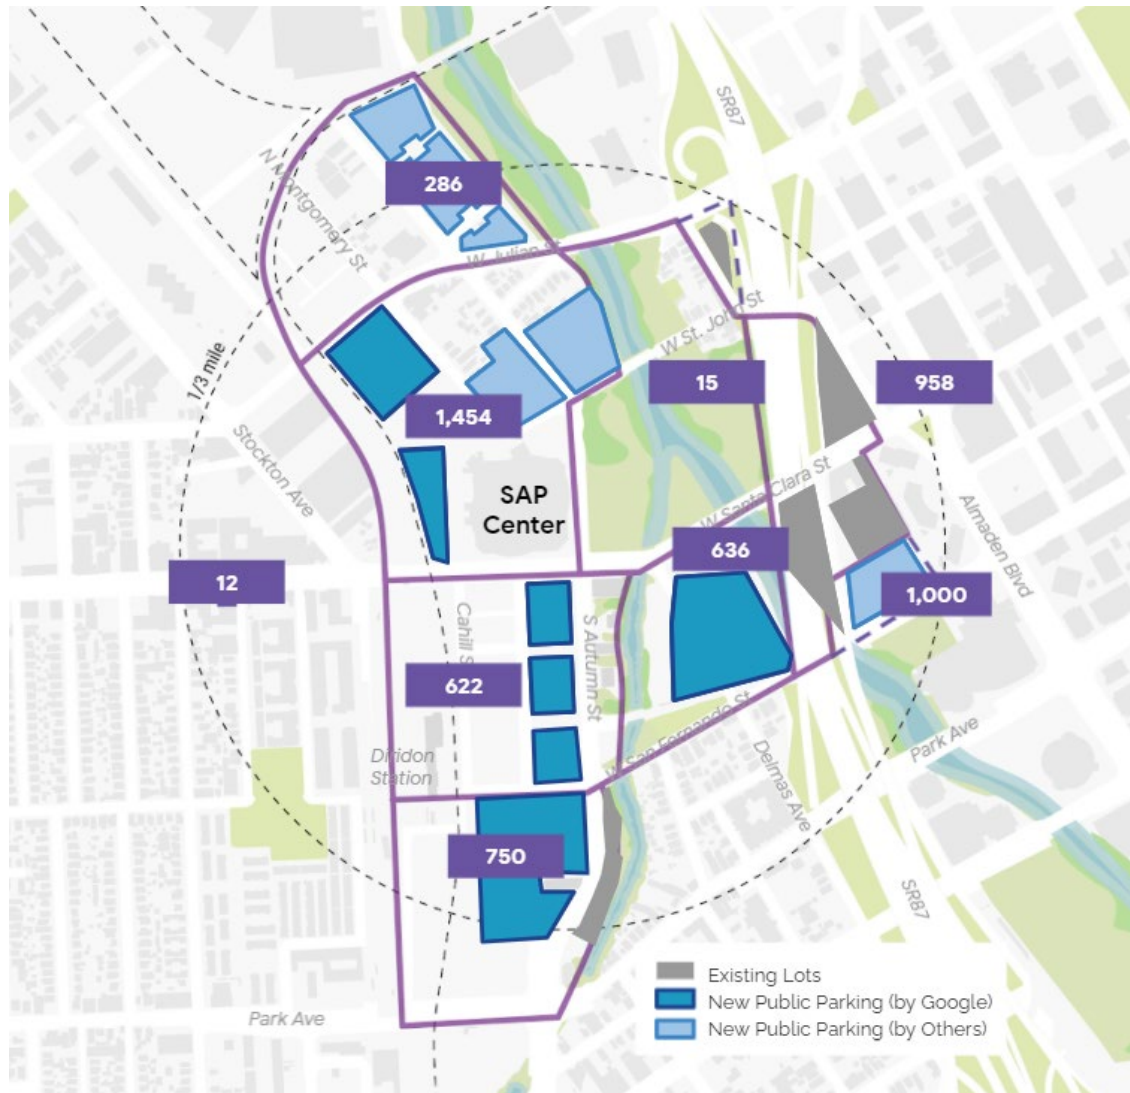 SR87
N Montgomery St
286
W Julian St
W St. John St
1/3 mile
15
958
1,454
Stockton Ave
SAP
Center
W Santa Clara St
Almaden Blvd
636
12
1,000
Cahill S
S Autumn St
622
W San Fernando St
Park Ave
Diridon
Station
Delmas Ave
750
SR87
Existing Lots
New Public Parking (by Google)
New Public Parking (by Others)
Park Ave